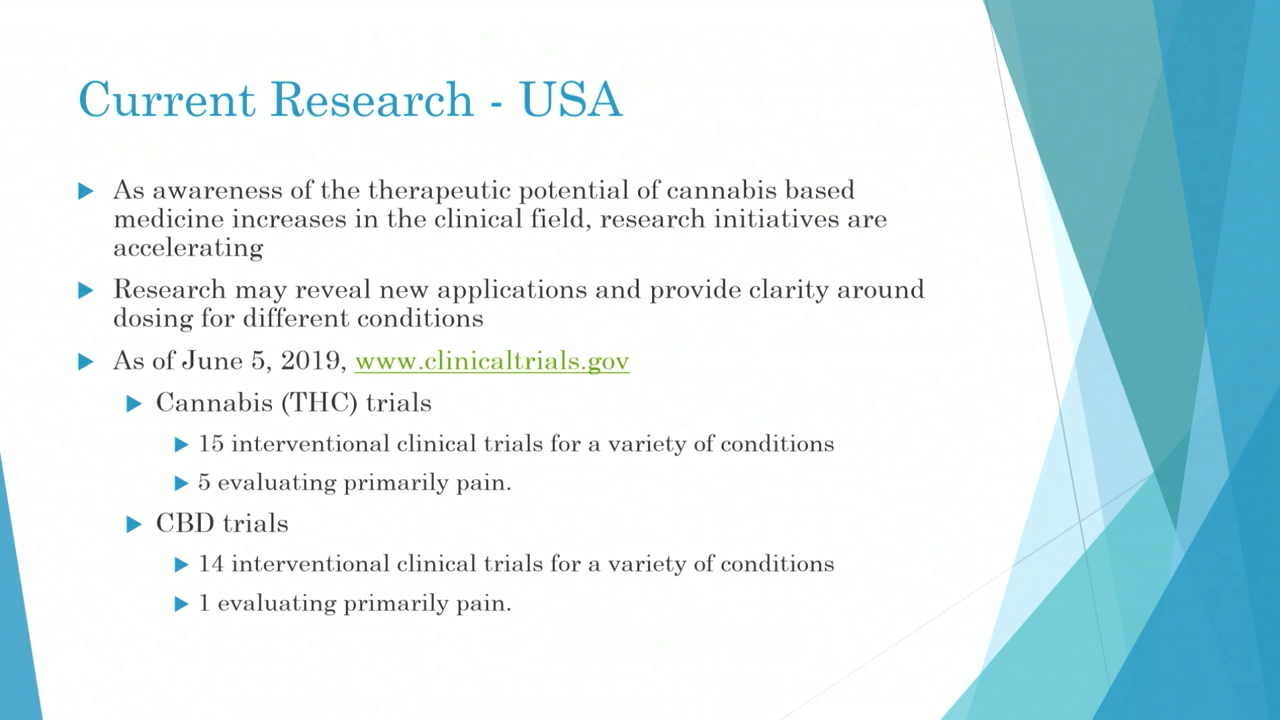 Current Research - USA
As awareness of the therapeutic potential of cannabis based
medicine increases in the clinical field, research initiatives are
accelerating
Research may reveal new applications and provide clarity around
dosing for different conditions
As of June 5, 2019, www.clinicaltrials.gov
Cannabis (THC) trials
15 interventional clinical trials for a variety of conditions
5 evaluating primarily pain.
CBD trials
14 interventional clinical trials for a variety of conditions
1 evaluating primarily pain.